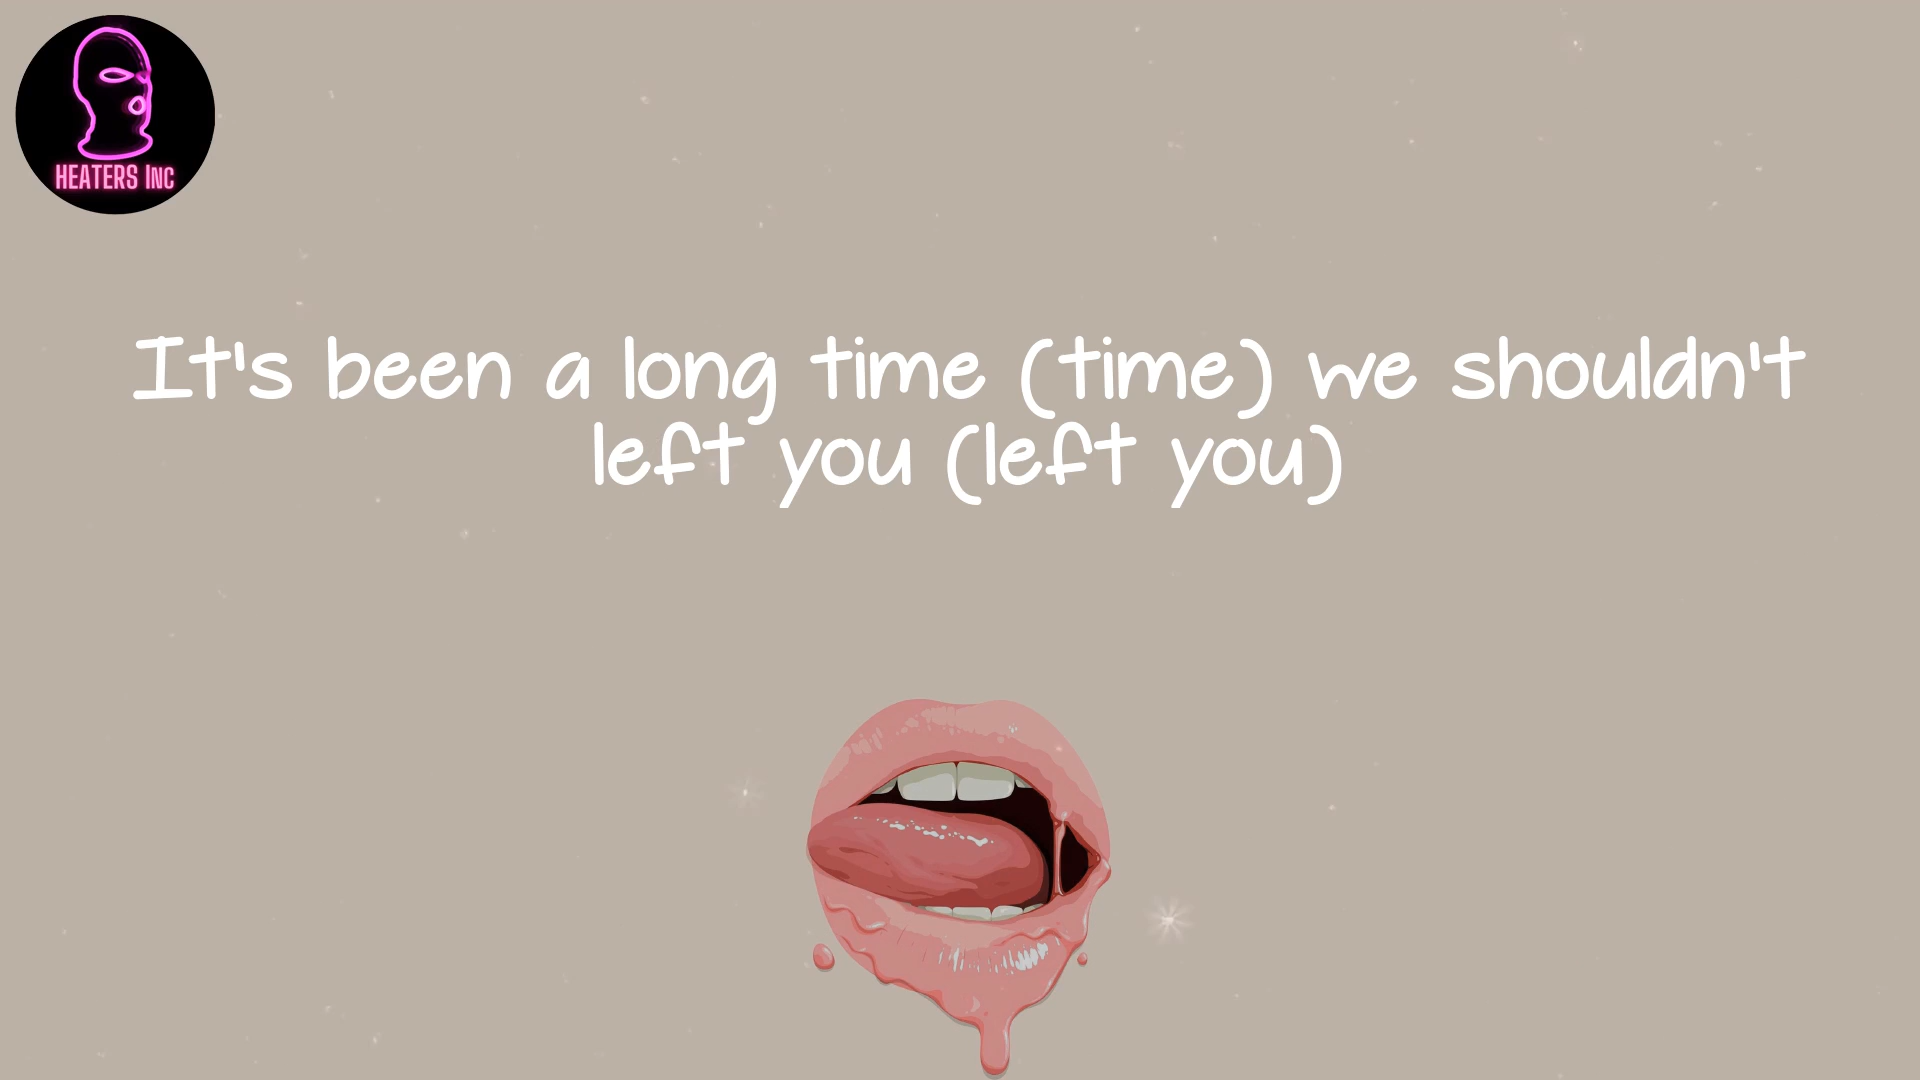 HEATERS INC
It's been a long time (time) we shouldn't
left you (left you)